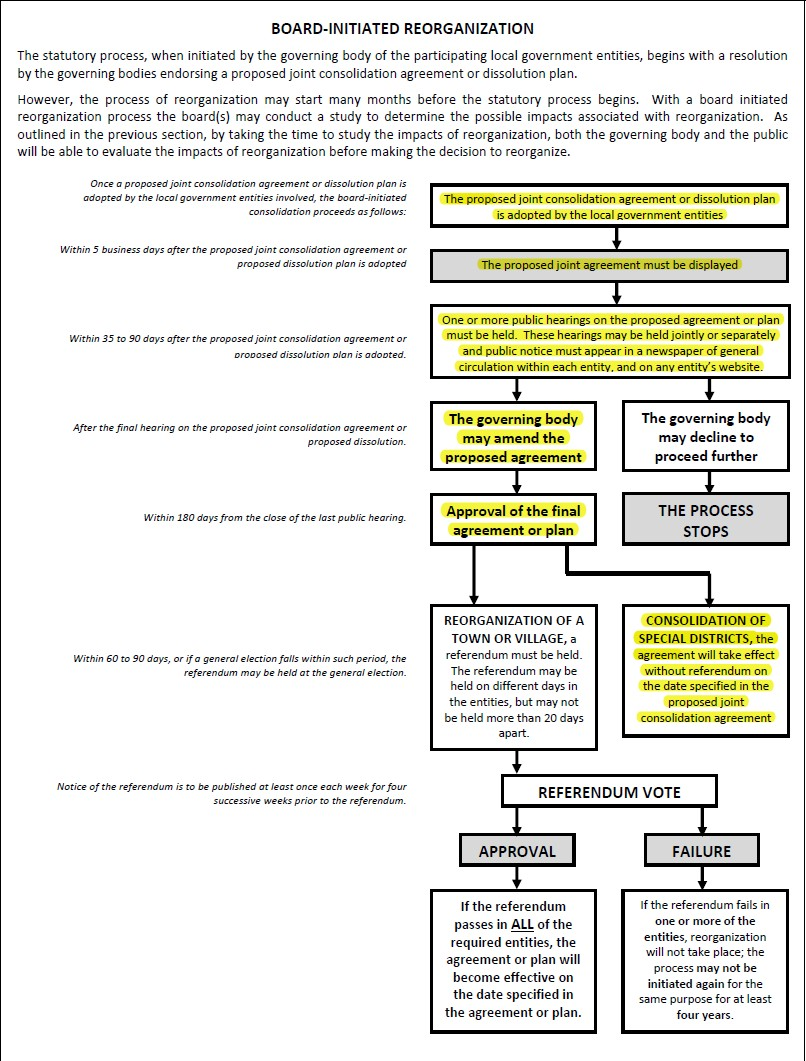 BOARD-INITIATED REORGANIZATION
The statutory process, when initiated by the governing body of the participating local government entities, begins with a resolution
by the governing bodies endorsing a proposed joint consolidation agreement or dissolution plan.
However, the process of reorganization may start many months before the statutory process begins. With a board initiated
reorganization process the board(s) may conduct a study to determine the possible impacts associated with reorganization. As
outlined in the previous section, by taking the time to study the impacts of reorganization, both the governing body and the public
will be able to evaluate the impacts of reorganization before making the decision to reorganize.
Once a proposed joint consolidation agreement or dissolution plan is
adopted by the local government entities involved, the board-initiated
consolidation proceeds as follows:
The proposed joint consolidation agreement or dissolution plan
is adopted by the local government entities
Within 5 business days after the proposed joint consolidation agreement or
proposed dissolution plan is adopted
The proposed joint agreement must be displayed
Within 35 to 90 days after the proposed joint consolidation agreement or
proposed dissolution plan is adopted.
One or more public hearings on the proposed agreement or plan
must be held. These hearings may be held jointly or separately
and public notice must appear in a newspaper of general
circulation within each entity, and on any entity's website.
After the final hearing on the proposed joint consolidation agreement or
proposed dissolution.
The governing body
may amend the
proposed agreement
The governing body
may decline to
proceed further
Within 180 days from the close of the last public hearing.
Approval of the final
agreement or plan
THE PROCESS
STOPS
Within 60 to 90 days, or if a general election falls within such period, the
referendum may be held at the general election.
REORGANIZATION OF A
TOWN OR VILLAGE, a
referendum must be held.
The referendum may be
held on different days in
the entities, but may not
be held more than 20 days
apart.
CONSOLIDATION OF
SPECIAL DISTRICTS, the
agreement will take effect
without referendum on
the date specified in the
proposed joint
consolidation agreement
Notice of the referendum is to be published at least once each week for four
successive weeks prior to the referendum.
REFERENDUM VOTE
APPROVAL
FAILURE
If the referendum
passes in ALL of the
required entities, the
agreement or plan will
become effective on
the date specified in
the agreement or plan.
If the referendum fails in
one or more of the
entities, reorganization
will not take place; the
process may not be
initiated again for the
same purpose for at least
four years.